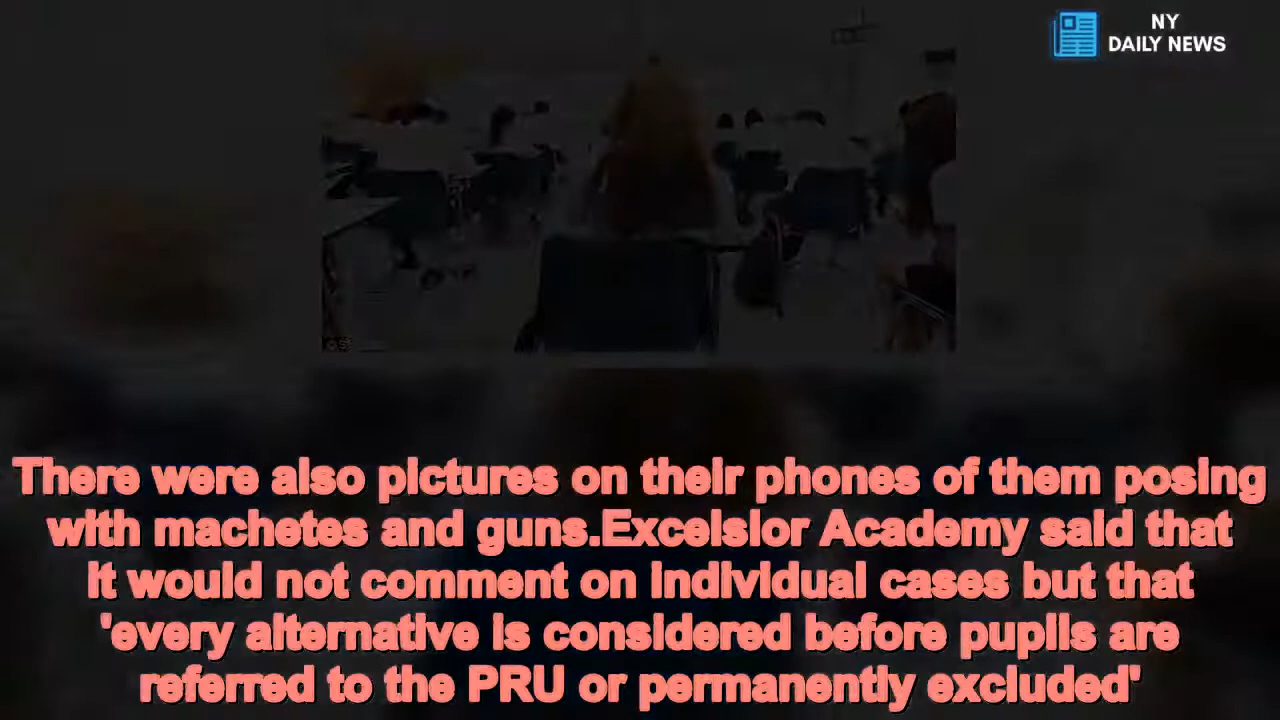 NY
DAILY NEWS
There were also pictures on their phones of them posing
with machetes and guns.Excelsior Academy said that
it would not comment on individual cases but that
'every alternative is considered before pupils are
referred to the PRU or permanently excluded'